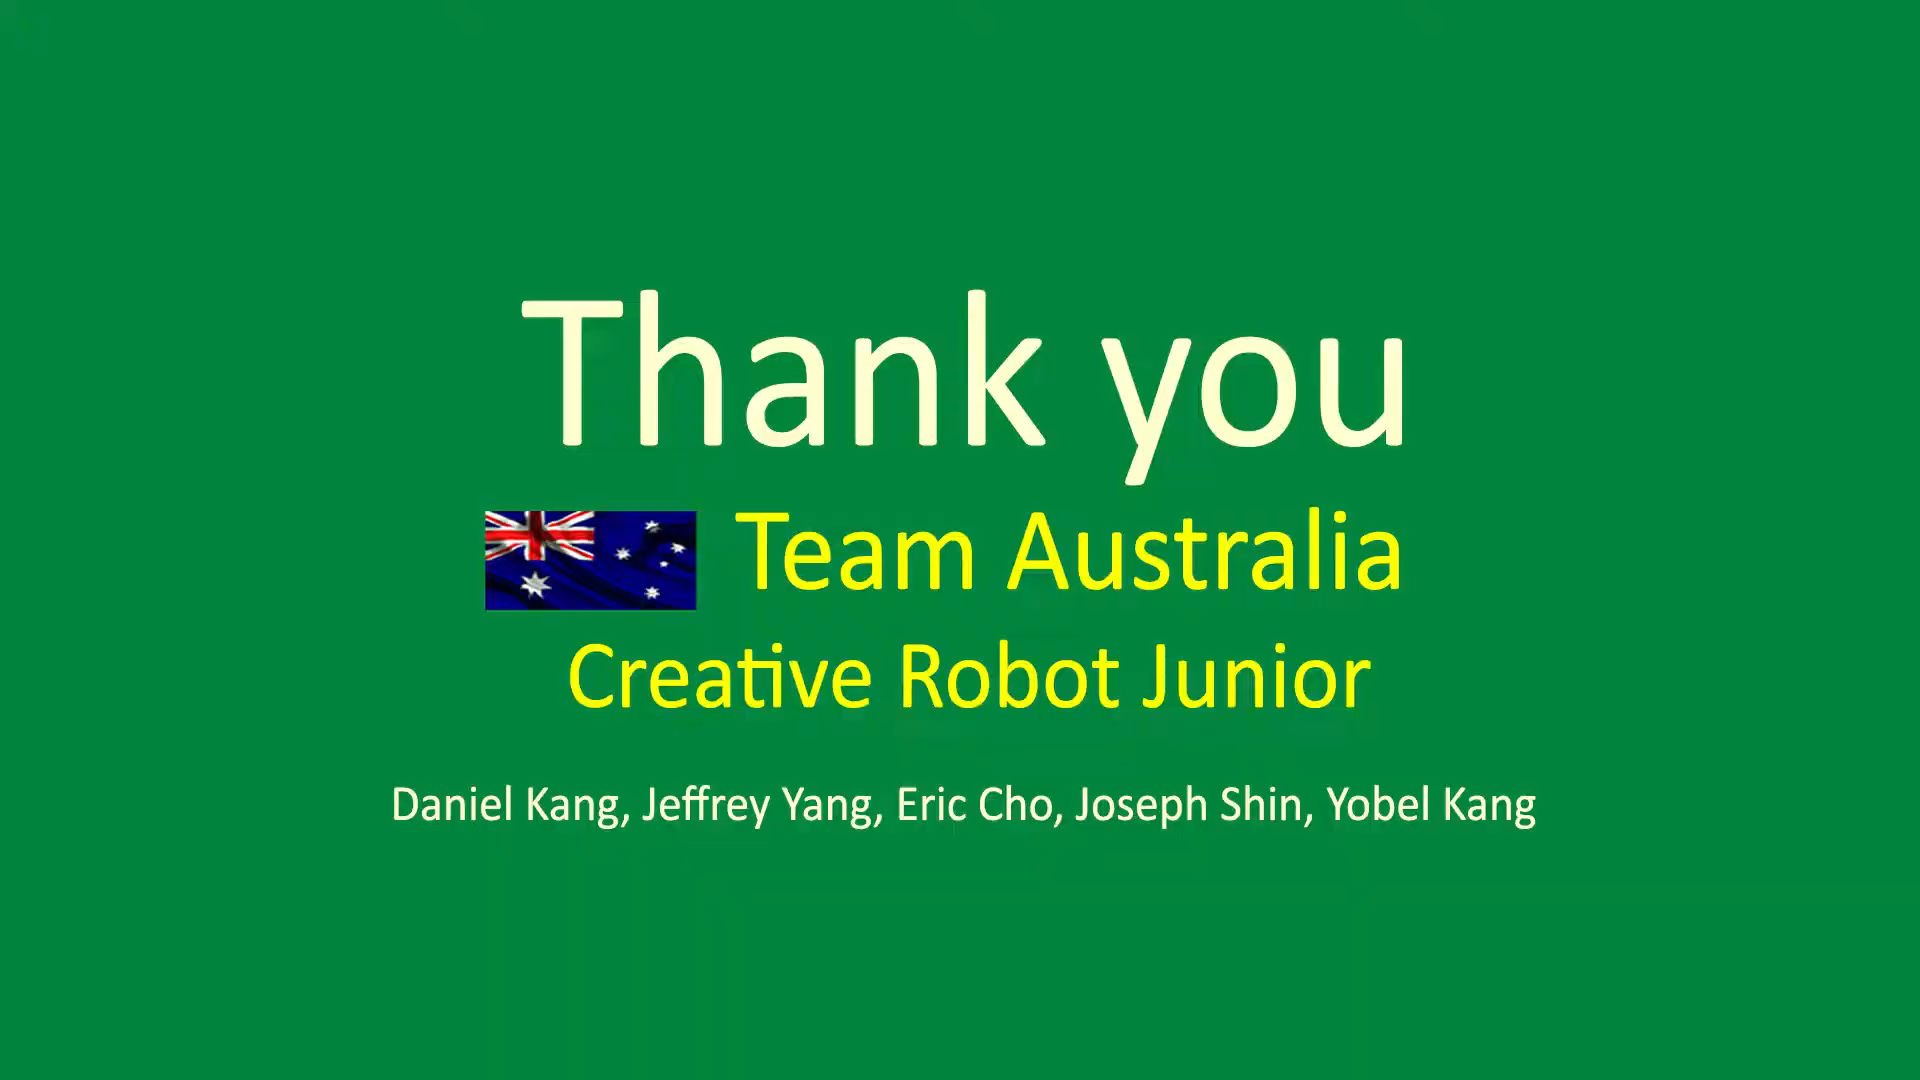 Thank you
Team Australia
Creative Robot Junior
Daniel Kang, Jeffrey Yang, Eric Cho, Joseph Shin, Yobel Kang